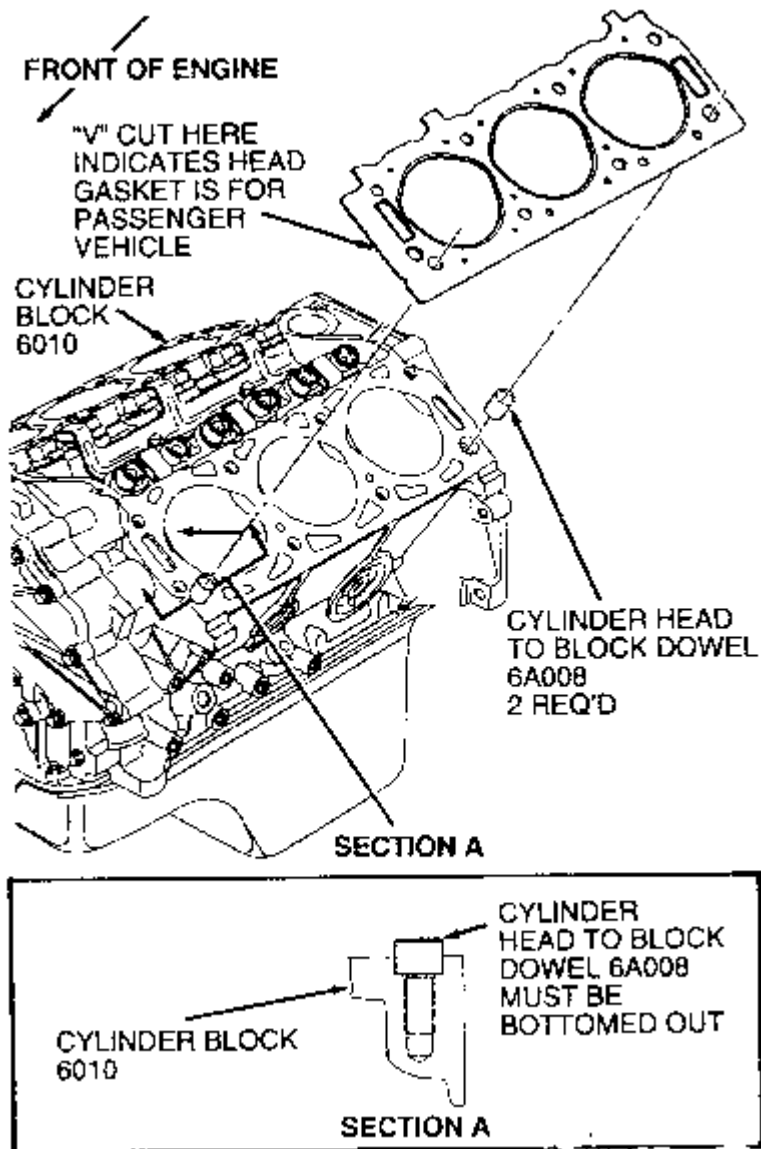 FRONT OF ENGINE
"V" CUT HERE
INDICATES HEAD
GASKET IS FOR
PASSENGER
VEHICLE
CYLINDER
BLOCK
6010
CYLINDER HEAD
TO BLOCK DOWEL
6A008
2 REQ'D
SECTION A
CYLINDER
HEAD TO BLOCK
DOWEL 6A008
MUST BE
BOTTOMED OUT
CYLINDER BLOCK
6010
SECTION A